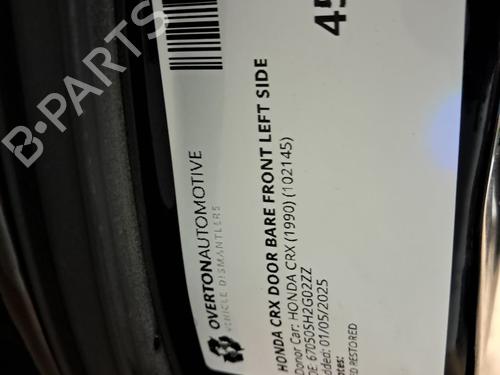 B-PARTS
OVERTONAUTOMOTIVE
VEHICLE DISMANTLERS
45
HONDA CRX DOOR BARE FRONT LEFT SIDE
Donor Car: HONDA CRX (1990) (102145)
67050SH2G02ZZ
dded: 01/05/2025
otes:
RESTORED